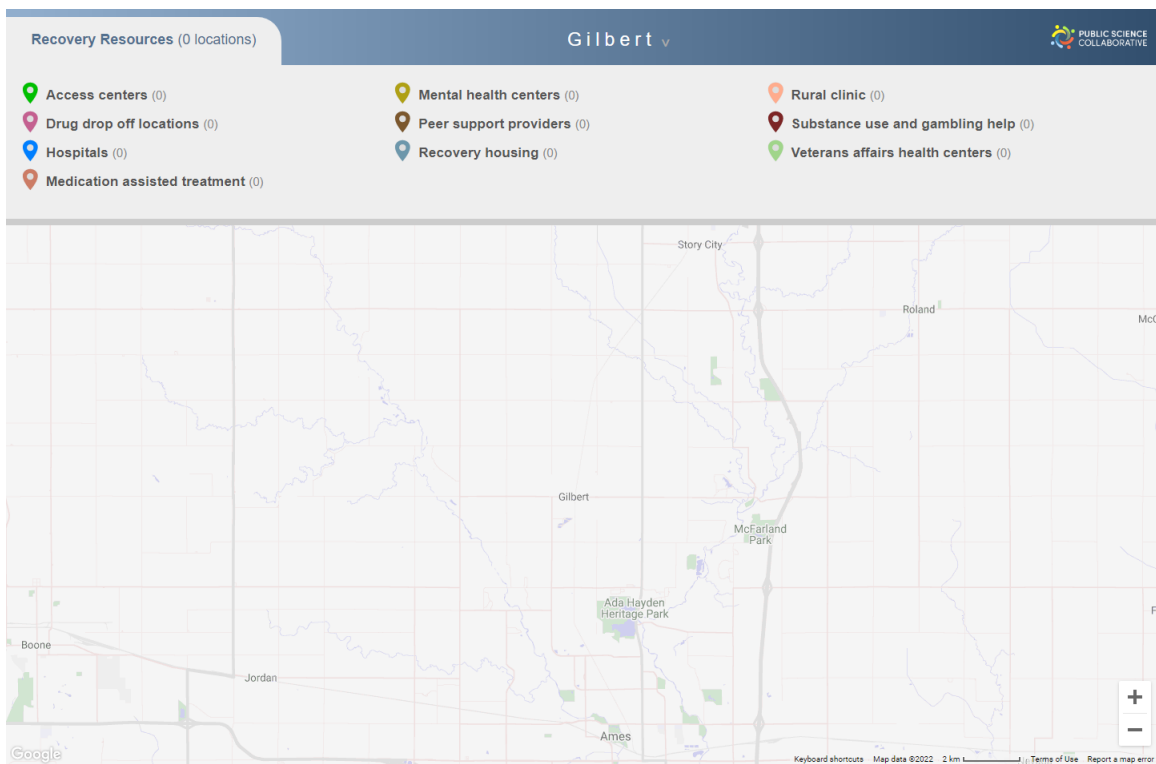 Recovery Resources (0 locations)
Gilbert v
PUBLIC SCIENCE
COLLABORATIVE
Access centers (0)
Mental health centers (0)
Rural clinic (0)
Drug drop off locations (0)
Peer support providers (0)
Substance use and gambling help (0)
Hospitals (0)
Recovery housing (0)
Veterans affairs health centers (0)
Medication assisted treatment (0)
Story City
Roland
McC
Gilbert
McFarland
Park
Ada Hayden
Heritage Park
F
Boone
Jordan
+
−
Ames
Google
Keyboard shortcuts
Map data ©2022
2 km
Terms of Use
Report a map error